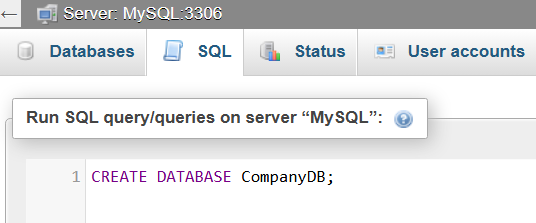 Server: MySQL:3306
Databases SQL Status User accounts
Run SQL query/queries on server “MySQL”:
1 CREATE DATABASE CompanyDB;